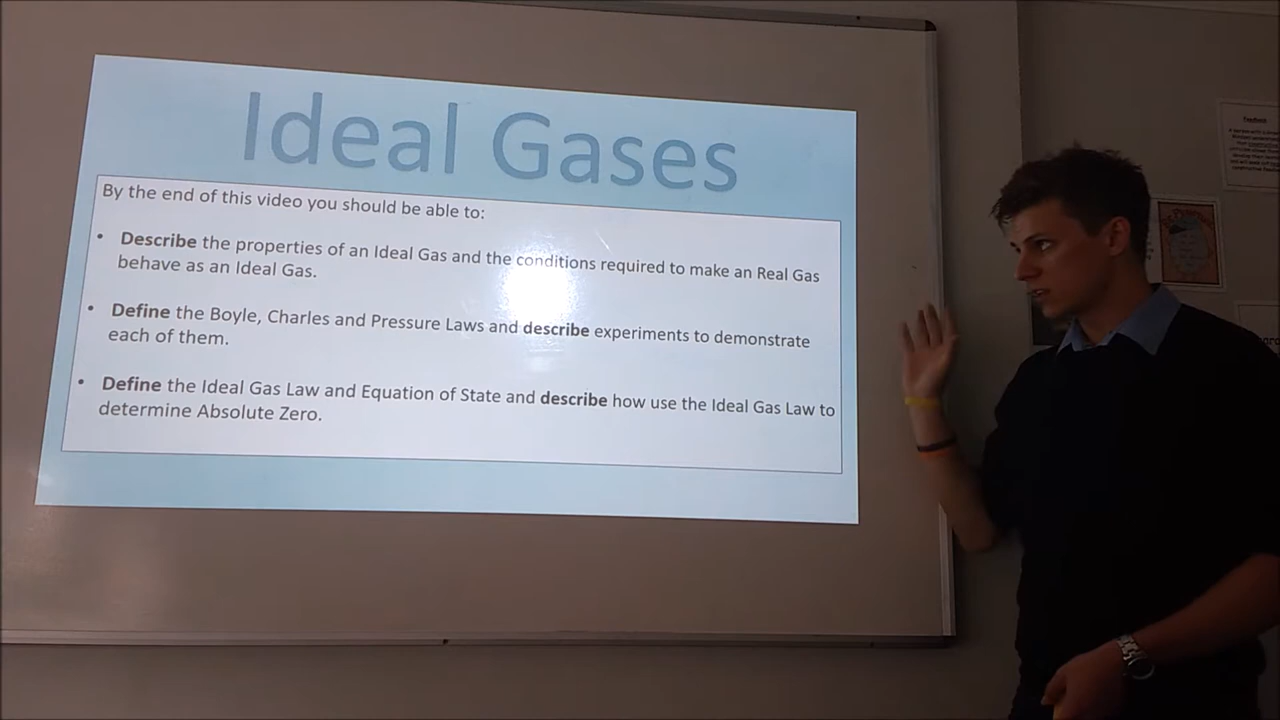 Ideal Gases
By the end of this video you should be able to:
• Describe the properties of an Ideal Gas and the conditions required to make an Real Gas
behave as an Ideal Gas.
• Define the Boyle, Charles and Pressure Laws and describe experiments to demonstrate
each of them.
• Define the Ideal Gas Law and Equation of State and describe how use the Ideal Gas Law to
determine Absolute Zero.
Feedback